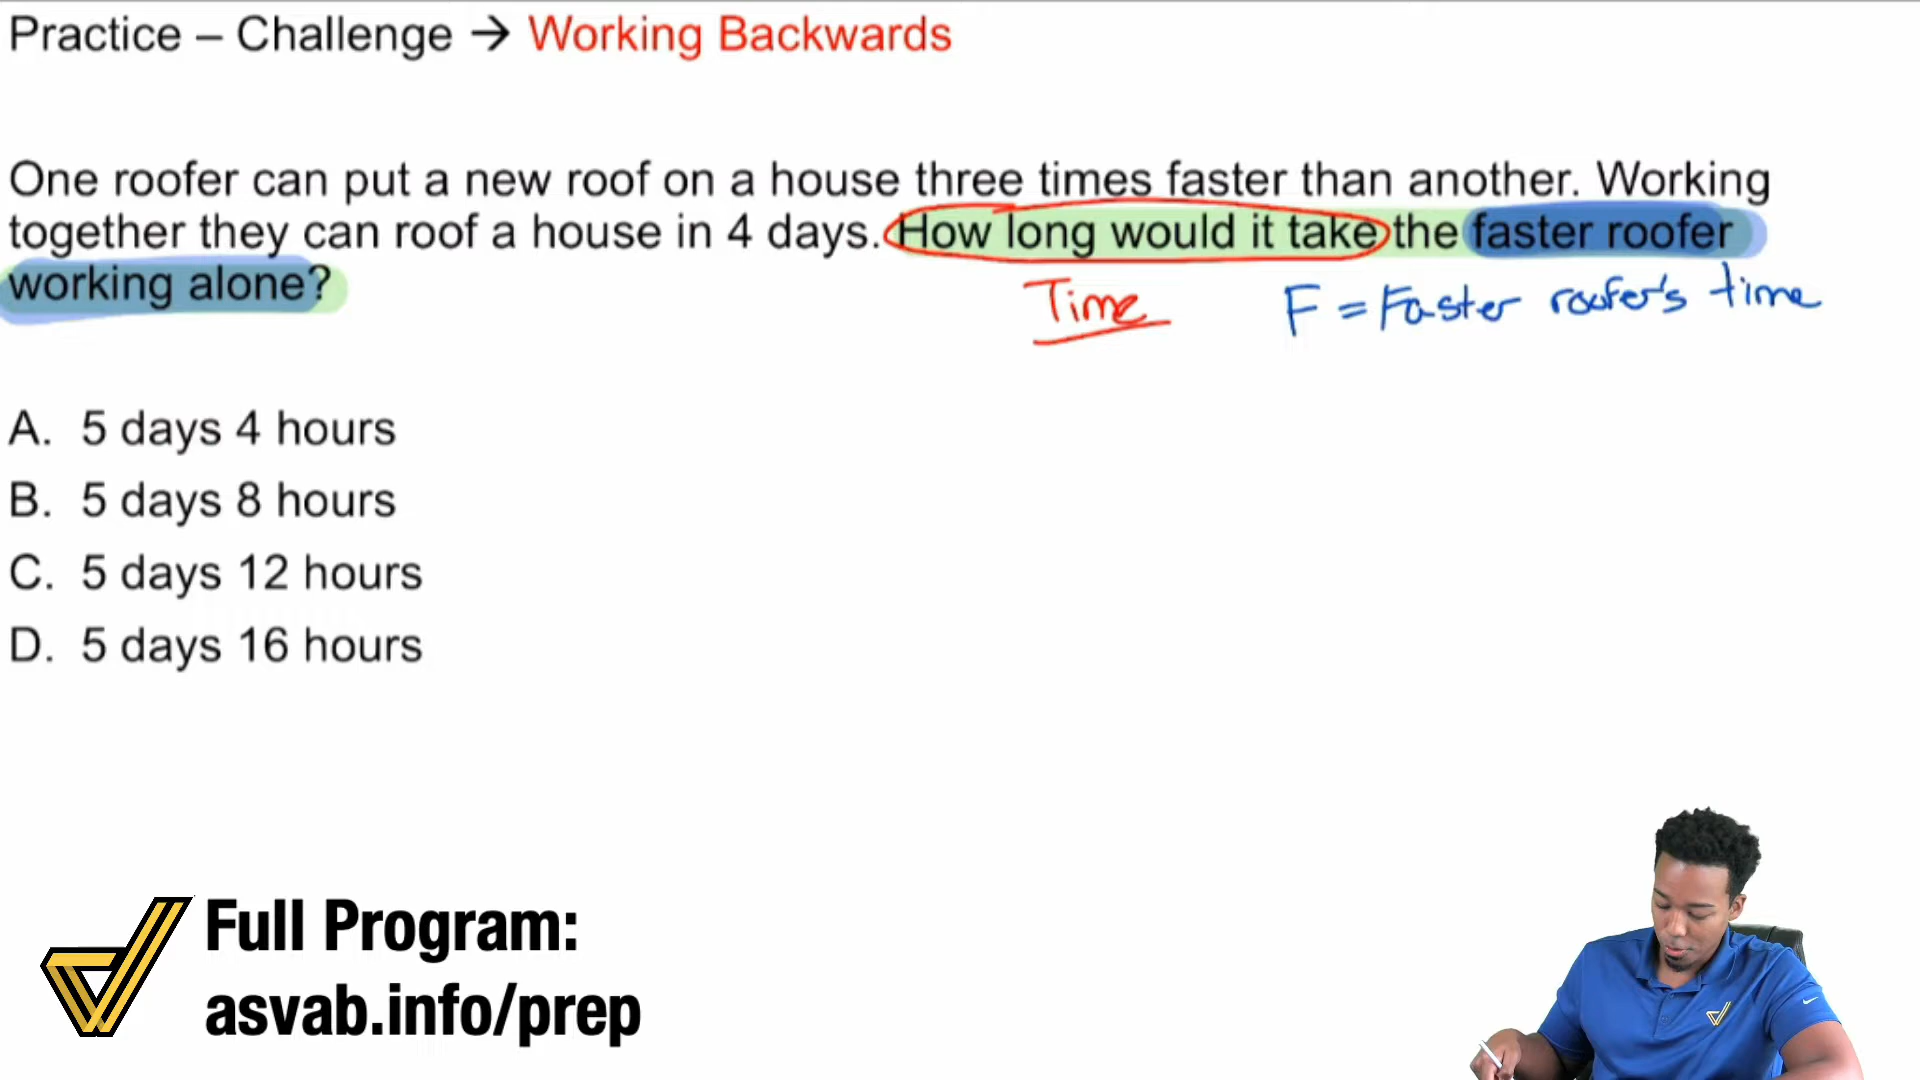 Practice – Challenge → Working Backwards
One roofer can put a new roof on a house three times faster than another. Working
together they can roof a house in 4 days. How long would it take the faster roofer
working alone?
Time
F = Faster roofer's time
A. 5 days 4 hours
B. 5 days 8 hours
C. 5 days 12 hours
D. 5 days 16 hours
Full Program:
asvab.info/prep